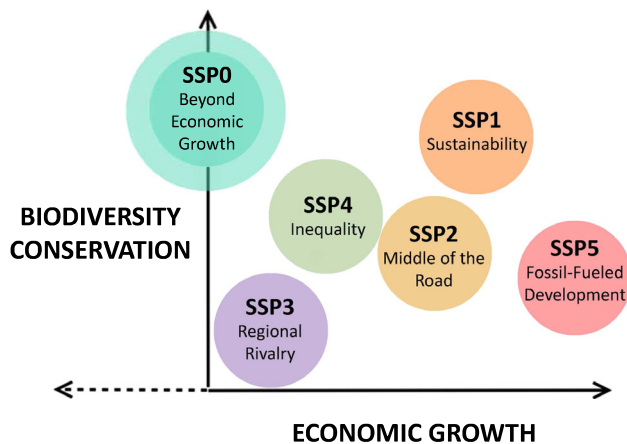 SSP0
Beyond
Economic
Growth
SSP1
Sustainability
BIODIVERSITY
CONSERVATION
SSP4
Inequality
SSP2
Middle of the
Road
SSP5
Fossil-Fueled
Development
SSP3
Regional
Rivalry
ECONOMIC GROWTH